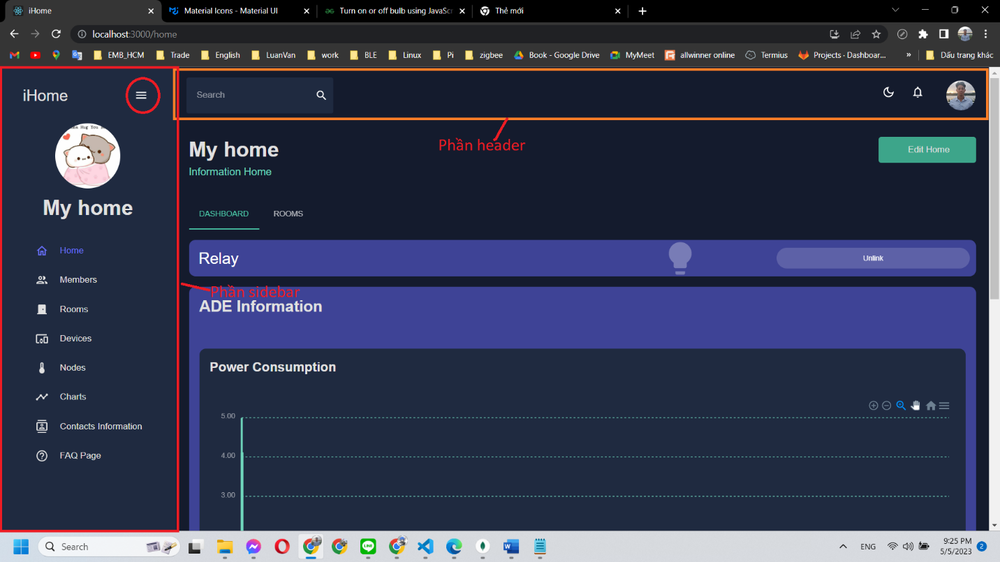 iHome
Material Icons - Material UI
Turn on or off bulb using JavaSc
Thẻ mới
localhost:3000/home
EMB_HCM
Trade
English
LuanVan
work
BLE
Linux
Pi
zigbee
Book - Google Drive
MyMeet
allwinner online
Termius
Projects · Dashboar...
»
Dấu trang khác
iHome
Search
Phần header
My home
Information Home
Edit Home
My home
DASHBOARD
ROOMS
Home
Members
Rooms
Devices
Nodes
Charts
Contacts Information
FAQ Page
Relay
Unlink
Phần sidebar
ADE Information
Power Consumption
5.00
4.00
3.00
Search
ENG
9:25 PM
5/5/2023
2